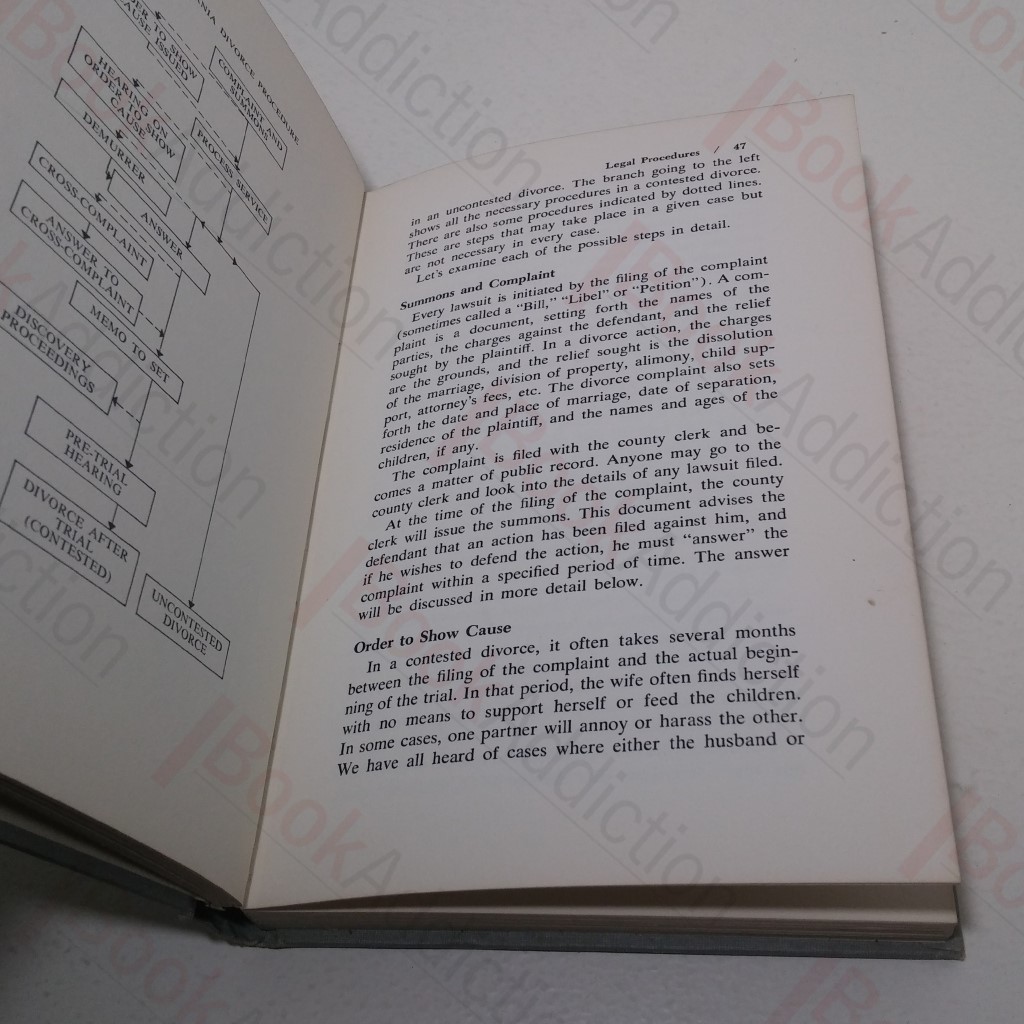 NIA DIVORCE PROCEDURE
ER TO SHOW
CAUSE ISSUED
COMPLAINT AND
SUMMONS
HEARING ON
ORDER TO SHOW
CAUSE
PROCESS SERVICE
DEMURRER
CROSS-COMPLAINT
ANSWER
ANSWER TO
CROSS-COMPLAINT
MEMO TO SET
DISCOVERY
PROCEEDINGS
PRE-TRIAL
HEARING
DIVORCE AFTER
TRIAL
(CONTESTED)
UNCONTESTED
DIVORCE
Legal Procedures / 47
in an uncontested divorce. The branch going to the left
shows all the necessary procedures in a contested divorce.
There are also some procedures indicated by dotted lines.
These are steps that may take place in a given case but
are not necessary in every case.
Let's examine each of the possible steps in detail.
Summons and Complaint
Every lawsuit is initiated by the filing of the complaint
(sometimes called a "Bill," "Libel" or "Petition"). A com-
plaint is a document, setting forth the names of the
parties, the charges against the defendant, and the relief
sought by the plaintiff. In a divorce action, the charges
are the grounds, and the relief sought is the dissolution
of the marriage, division of property, alimony, child sup-
port, attorney's fees, etc. The divorce complaint also sets
forth the date and place of marriage, date of separation,
residence of the plaintiff, and the names and ages of the
children, if any.
The complaint is filed with the county clerk and be-
comes a matter of public record. Anyone may go to the
county clerk and look into the details of any lawsuit filed.
At the time of the filing of the complaint, the county
clerk will issue the summons. This document advises the
defendant that an action has been filed against him, and
if he wishes to defend the action, he must "answer" the
complaint within a specified period of time. The answer
will be discussed in more detail below.
Order to Show Cause
In a contested divorce, it often takes several months
between the filing of the complaint and the actual begin-
ning of the trial. In that period, the wife often finds herself
with no means to support herself or feed the children.
In some cases, one partner will annoy or harass the other.
We have all heard of cases where either the husband or
BookAddiction